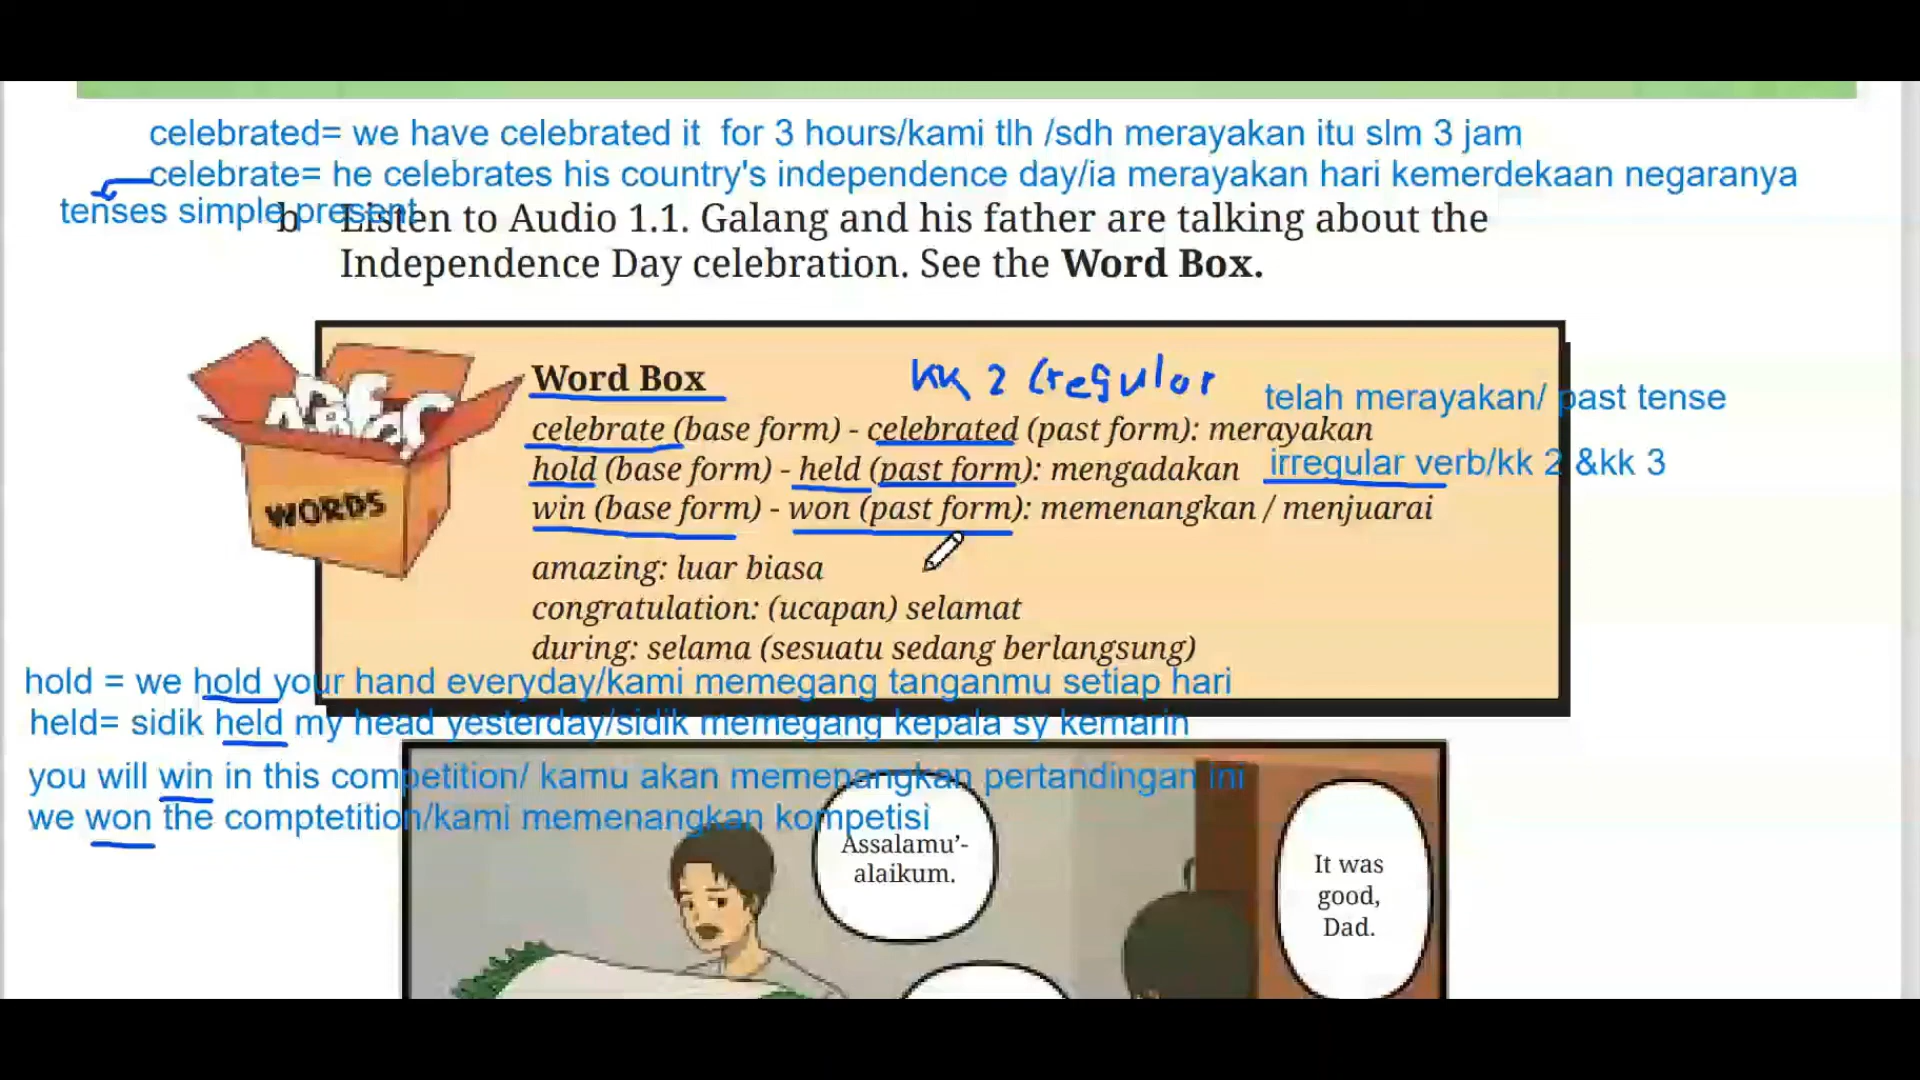 celebrated= we have celebrated it  for 3 hours/kami tlh /sdh merayakan itu slm 3 jam
celebrate= he celebrates his country's independence day/ia merayakan hari kemerdekaan negaranya
tenses simple present
b Listen to Audio 1.1. Galang and his father are talking about the
Independence Day celebration. See the Word Box.
Word Box
kk 2 (regular
telah merayakan/ past tense
celebrate (base form) - celebrated (past form): merayakan
hold (base form) - held (past form): mengadakan
irregular verb/kk 2 &kk 3
win (base form) - won (past form): memenangkan / menjuarai
WORDS
amazing: luar biasa
congratulation: (ucapan) selamat
during: selama (sesuatu sedang berlangsung)
hold = we hold your hand everyday/kami memegang tanganmu setiap hari
held= sidik held my head yesterday/sidik memegang kepala sy kemarin
you will win in this competition/ kamu akan memenangkan pertandingan ini
we won the comptetition/kami memenangkan kompetisi
Assalamu'-
alaikum.
It was
good,
Dad.